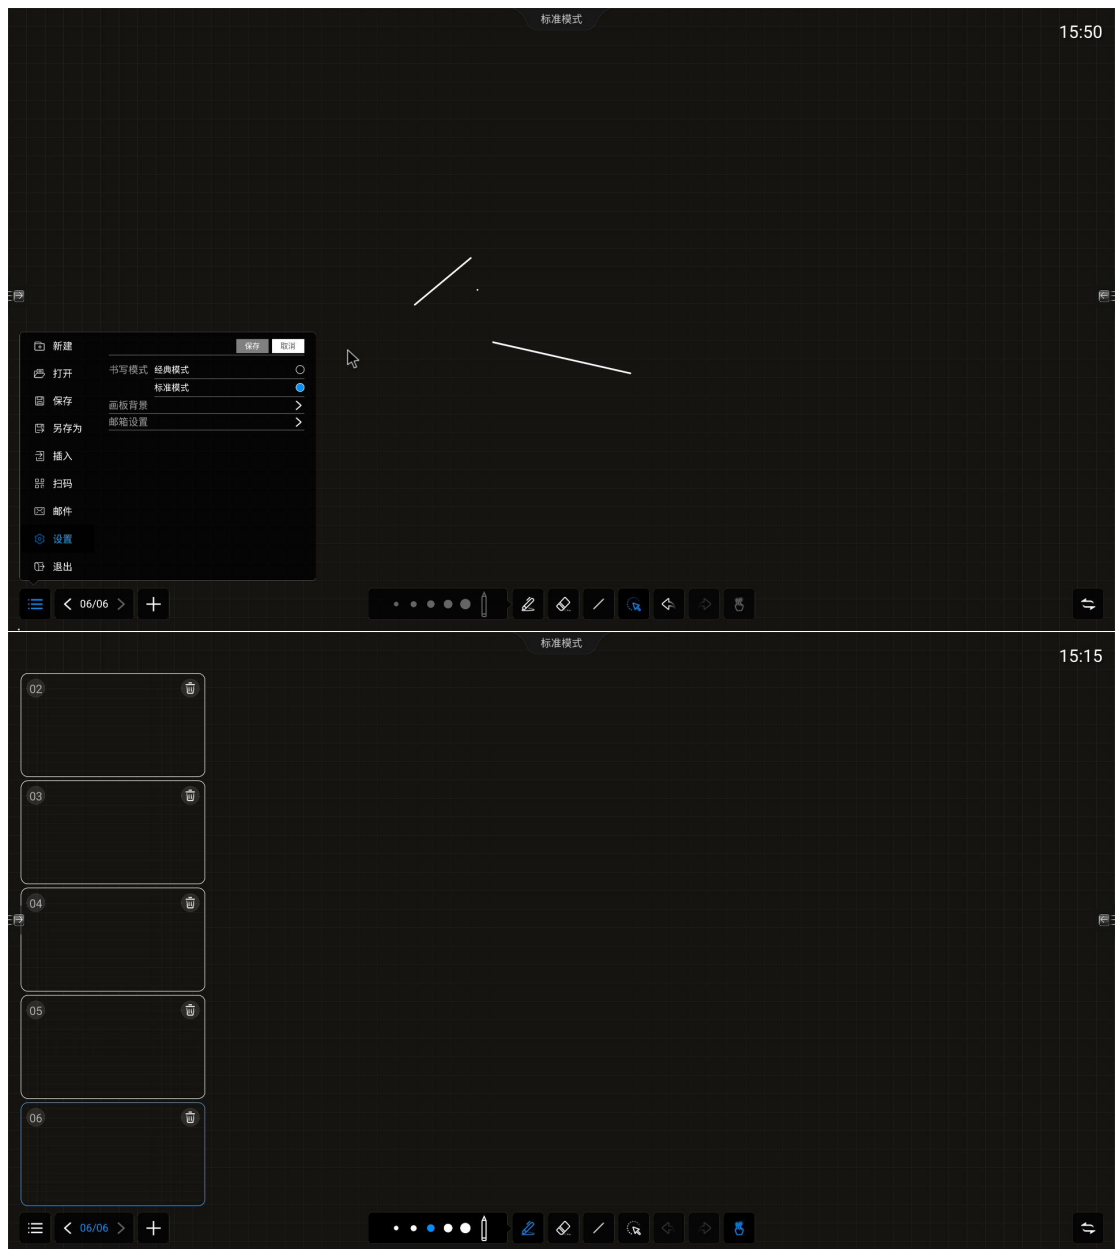 标准模式
15:50
新建
保存 取消
打开
书写模式 经典模式
标准模式
保存
画板背景
另存为
邮箱设置
插入
扫码
邮件
设置
退出
06/06
标准模式
15:15
02
03
04
05
06
06/06